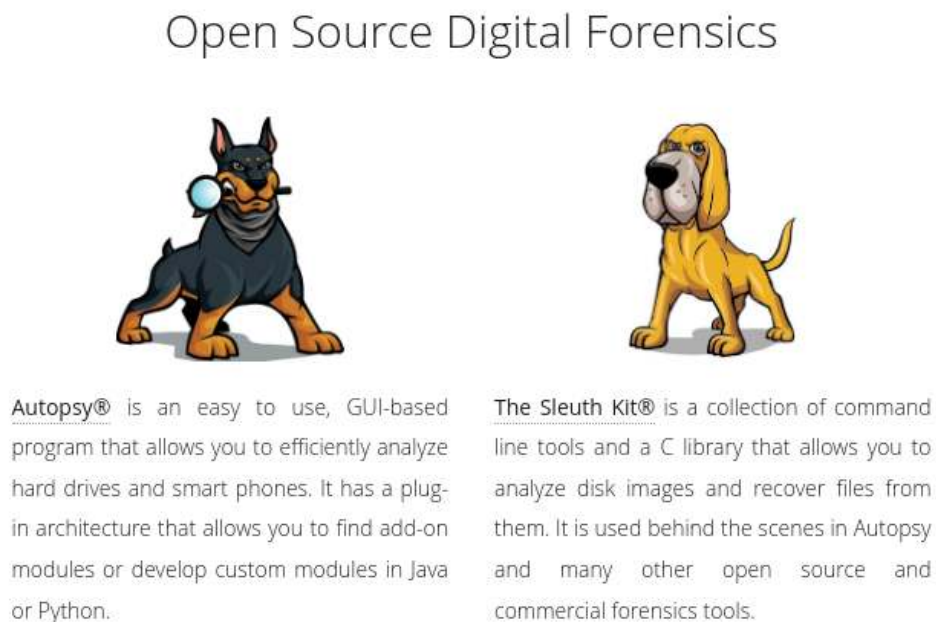 Open Source Digital Forensics
Autopsy® is an easy to use, GUI-based
program that allows you to efficiently analyze
hard drives and smart phones. It has a plug-
in architecture that allows you to find add-on
modules or develop custom modules in Java
or Python.
The Sleuth Kit® is a collection of command
line tools and a C library that allows you to
analyze disk images and recover files from
them. It is used behind the scenes in Autopsy
and many other open source and
commercial forensics tools.